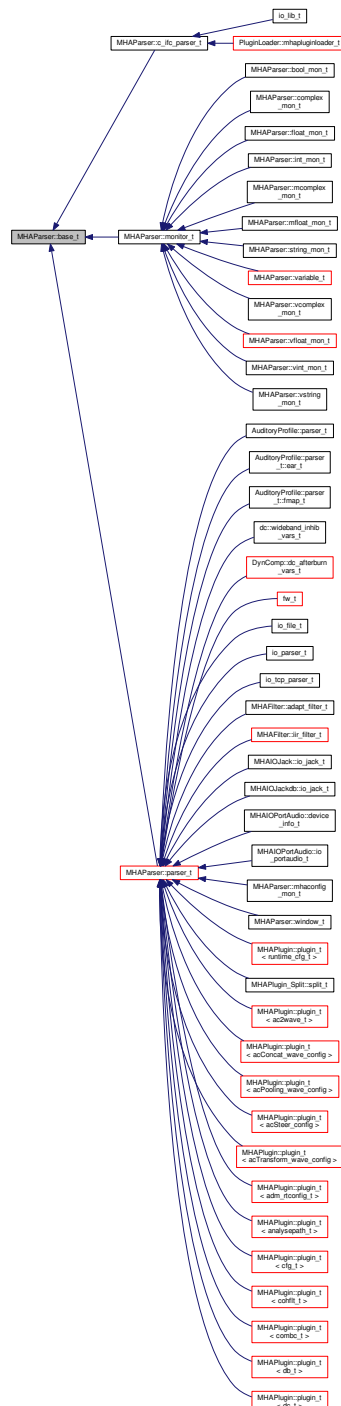 io_lib_t
MHAParser::c_ifc_parser_t
PluginLoader::mhapluginloader_t
MHAParser::bool_mon_t
MHAParser::complex
_mon_t
MHAParser::float_mon_t
MHAParser::int_mon_t
MHAParser::mcomplex
_mon_t
MHAParser::mfloat_mon_t
MHAParser::base_t
MHAParser::monitor_t
MHAParser::string_mon_t
MHAParser::variable_t
MHAParser::vcomplex
_mon_t
MHAParser::vfloat_mon_t
MHAParser::vint_mon_t
MHAParser::vstring
_mon_t
AuditoryProfile::parser_t
AuditoryProfile::parser
_t::ear_t
AuditoryProfile::parser
_t::fmap_t
dc::wideband_inhib
_vars_t
DynComp::dc_afterburn
_vars_t
fw_t
io_file_t
io_parser_t
io_tcp_parser_t
MHAFilter::adapt_filter_t
MHAFilter::iir_filter_t
MHAIOJack::io_jack_t
MHAIOJackdb::io_jack_t
MHAIOPortAudio::device
_info_t
MHAIOPortAudio::io
_portaudio_t
MHAParser::parser_t
MHAParser::mhaconfig
_mon_t
MHAParser::window_t
MHAPlugin::plugin_t
< runtime_cfg_t >
MHAPlugin_Split::split_t
MHAPlugin::plugin_t
< ac2wave_t >
MHAPlugin::plugin_t
< acConcat_wave_config >
MHAPlugin::plugin_t
< acPooling_wave_config >
MHAPlugin::plugin_t
< acSteer_config >
MHAPlugin::plugin_t
< acTransform_wave_config >
MHAPlugin::plugin_t
< adm_rtconfig_t >
MHAPlugin::plugin_t
< analysepath_t >
MHAPlugin::plugin_t
< cfg_t >
MHAPlugin::plugin_t
< cohflt_t >
MHAPlugin::plugin_t
< combc_t >
MHAPlugin::plugin_t
< db_t >
MHAPlugin::plugin_t
< dc_t >